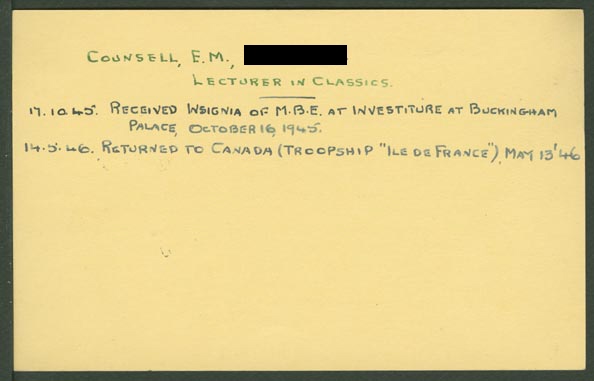 COUNSELL, E.M.,
LECTURER IN CLASSICS.
17.10.45. RECEIVED INSIGNIA OF M.B.E. AT INVESTITURE AT BUCKINGHAM
PALACE, OCTOBER 16, 1945.
14.5.46. RETURNED TO CANADA (TROOPSHIP "ILE DE FRANCE"), MAY 13'46